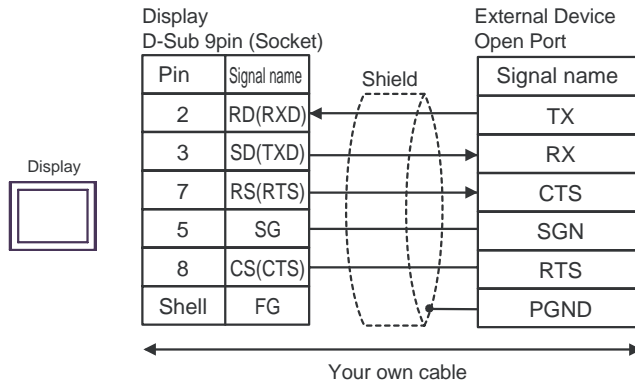 Display
D-Sub 9pin (Socket)
External Device
Open Port
Pin Signal name Shield Signal name
2 RD(RXD) TX
3 SD(TXD) RX
Display
7 RS(RTS) CTS
5 SG SGN
8 CS(CTS) RTS
Shell FG PGND
Your own cable